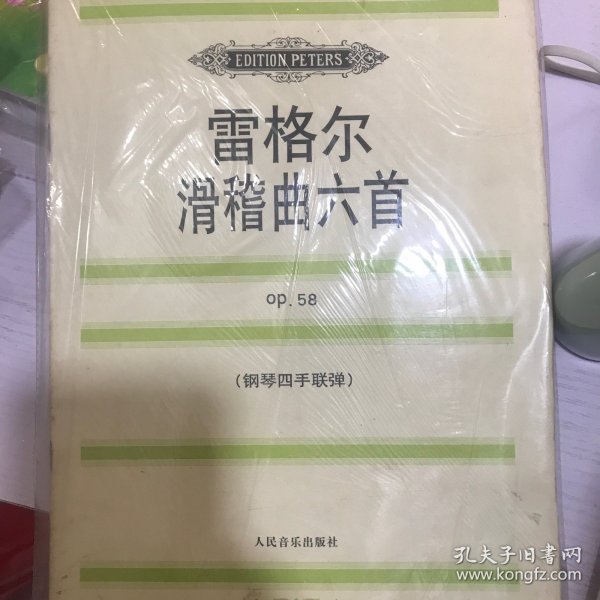 EDITION PETERS
雷格尔
滑稽曲六首
op.58
(钢琴四手联弹)
人民音乐出版社
孔夫子旧书网
www.kongfz.com